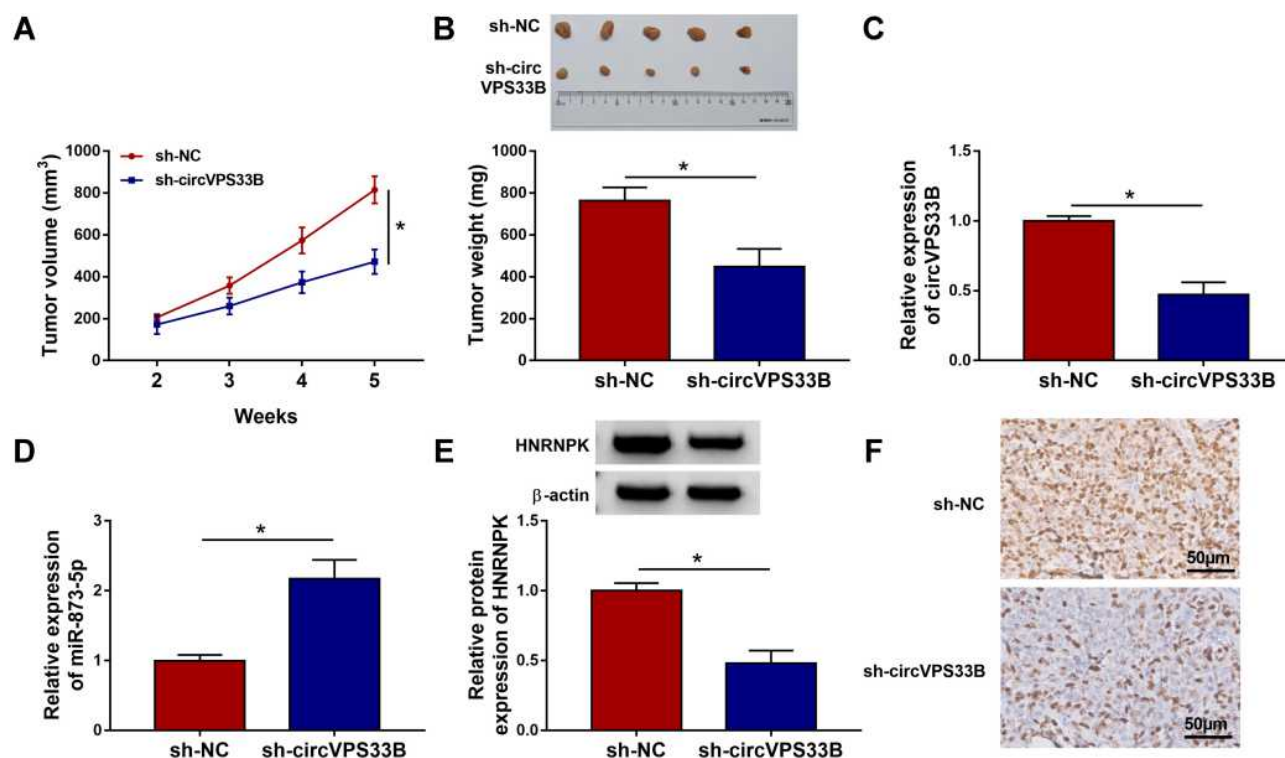 A
sh-NC
sh-circVPS33B
Tumor volume (mm³)
1000
800
600
400
200
0
2 3 4 5
Weeks
*
B
sh-NC
sh-circ
VPS33B
Tumor weight (mg)
1000
800
600
400
200
0
*
sh-NC sh-circVPS33B
C
Relative expression
of circVPS33B
1.5
1.0
0.5
0.0
*
sh-NC sh-circVPS33B
D
Relative expression
of miR-873-5p
3
2
1
0
*
sh-NC sh-circVPS33B
E
HNRNPK
β-actin
Relative protein
expression of HNRNPK
1.5
1.0
0.5
0.0
*
sh-NC sh-circVPS33B
F
sh-NC
50μm
sh-circVPS33B
50μm